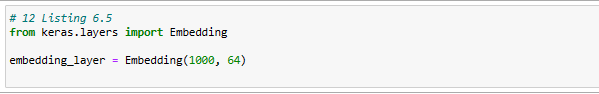 # 12 Listing 6.5
from keras.layers import Embedding
embedding_layer = Embedding(1000, 64)